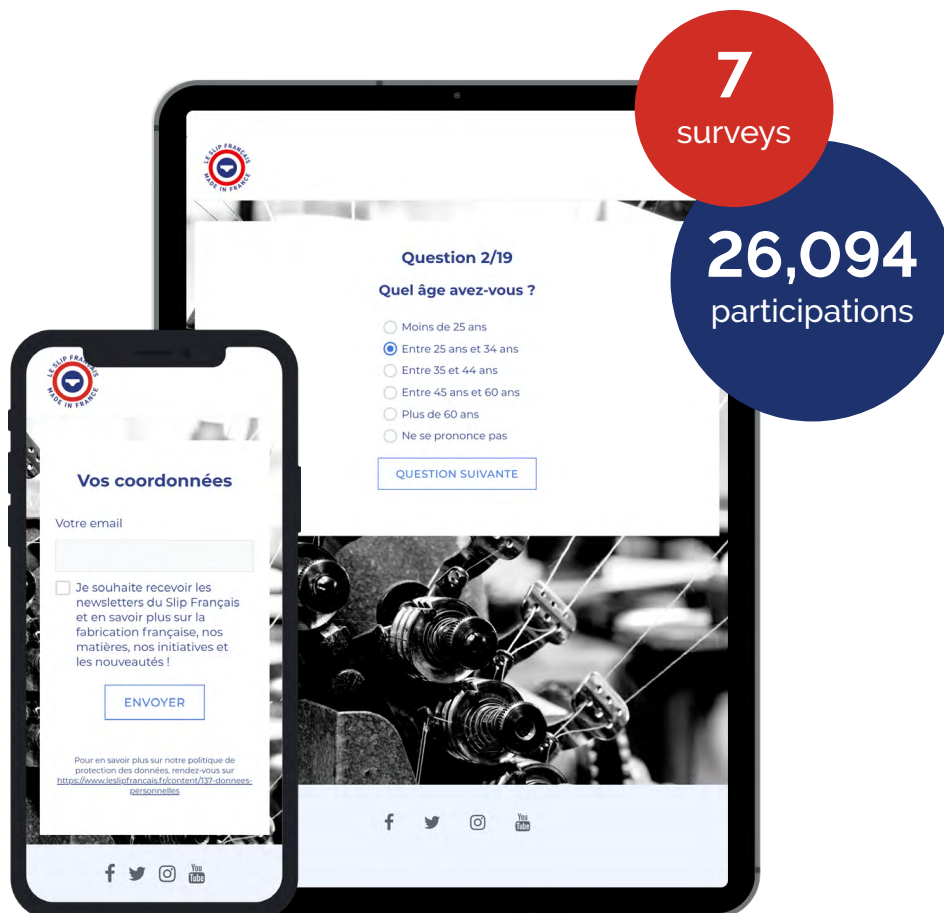 7
surveys
26,094
participations
LE SLIP FRANÇAIS
MADE IN FRANCE
Question 2/19
Quel âge avez-vous ?
Moins de 25 ans
Entre 25 ans et 34 ans
Entre 35 et 44 ans
Entre 45 ans et 60 ans
Plus de 60 ans
Ne se prononce pas
QUESTION SUIVANTE
You
Tube
LE SLIP FRANÇAIS
MADE IN FRANCE
Vos coordonnées
Votre email
Je souhaite recevoir les
newsletters du Slip Français
et en savoir plus sur la
fabrication française, nos
matières, nos initiatives et
les nouveautés !
ENVOYER
Pour en savoir plus sur notre politique de
protection des données, rendez-vous sur
https://www.leslipfrancais.fr/content/137-donnees-
personnelles
You
Tube